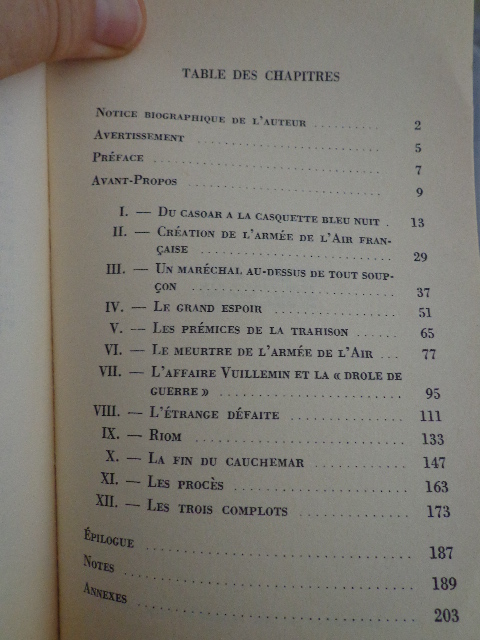 TABLE DES CHAPITRES
NOTICE BIOGRAPHIQUE DE L'AUTEUR .......... 2
AVERTISSEMENT .......... 5
PRÉFACE .......... 7
AVANT-PROPOS .......... 9
I. — DU CASOAR A LA CASQUETTE BLEU NUIT . 13
II. — CRÉATION DE L'ARMÉE DE L'AIR FRAN-
ÇAISE .......... 29
III. — UN MARÉCHAL AU-DESSUS DE TOUT SOUP-
ÇON .......... 37
IV. — LE GRAND ESPOIR .......... 51
V. — LES PRÉMICES DE LA TRAHISON ...... 65
VI. — LE MEURTRE DE L'ARMÉE DE L'AIR ... 77
VII. — L'AFFAIRE VUILLEMIN ET LA « DROLE DE
GUERRE » .......... 95
VIII. — L'ÉTRANGE DÉFAITE .......... 111
IX. — RIOM .......... 133
X. — LA FIN DU CAUCHEMAR .......... 147
XI. — LES PROCÈS .......... 163
XII. — LES TROIS COMPLOTS .......... 173
ÉPILOGUE .......... 187
NOTES .......... 189
ANNEXES .......... 203